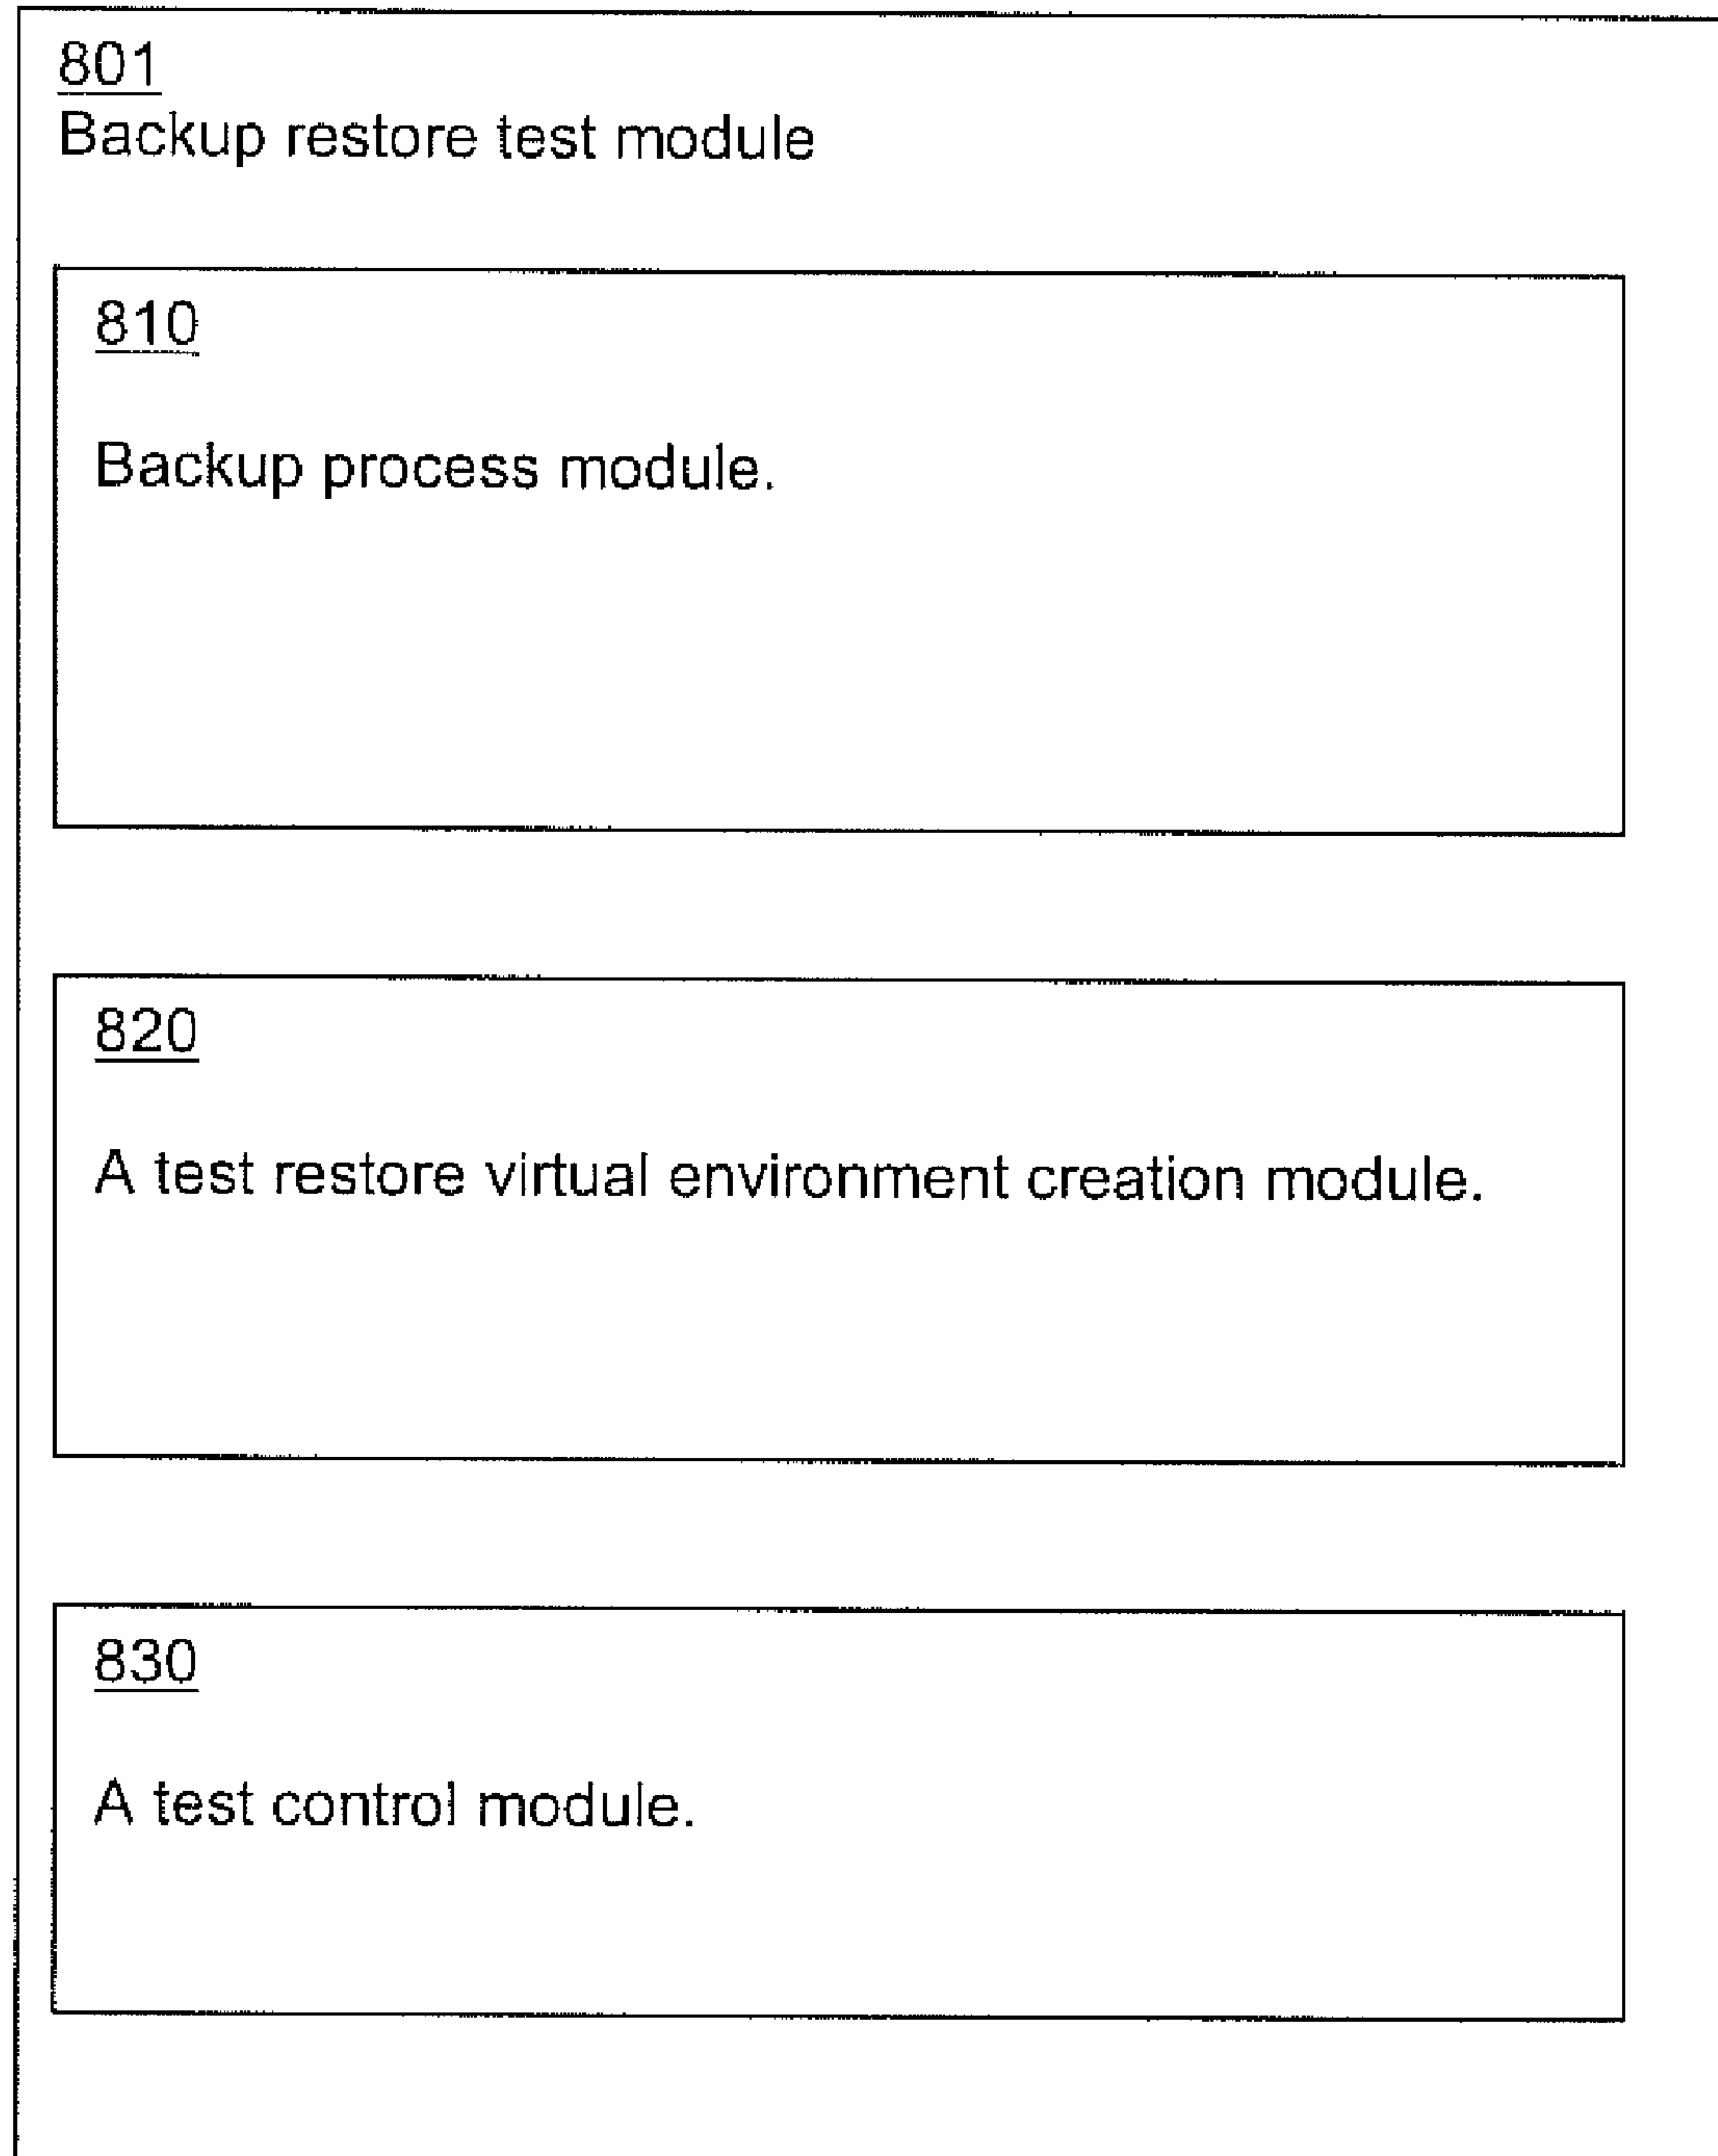 801
Backup restore test module
810
Backup process module.
820
A test restore virtual environment creation module.
830
A test control module.